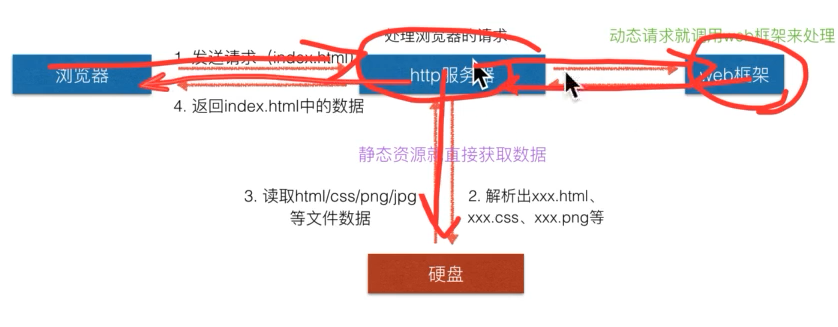 处理浏览器的请求
动态请求就调用web框架来处理
1. 发送请求（index.html）
浏览器
http服务器
web框架
4. 返回index.html中的数据
静态资源就直接获取数据
3. 读取html/css/png/jpg
等文件数据
2. 解析出xxx.html、
xxx.css、xxx.png等
硬盘